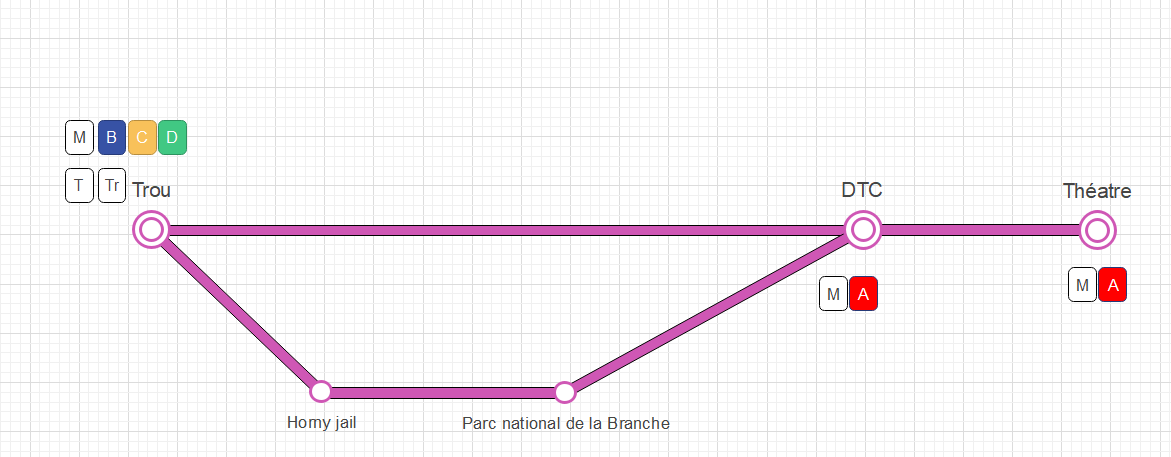 M B C D
T Tr Trou
DTC
Théatre
M A
M A
Horny jail
Parc national de la Branche